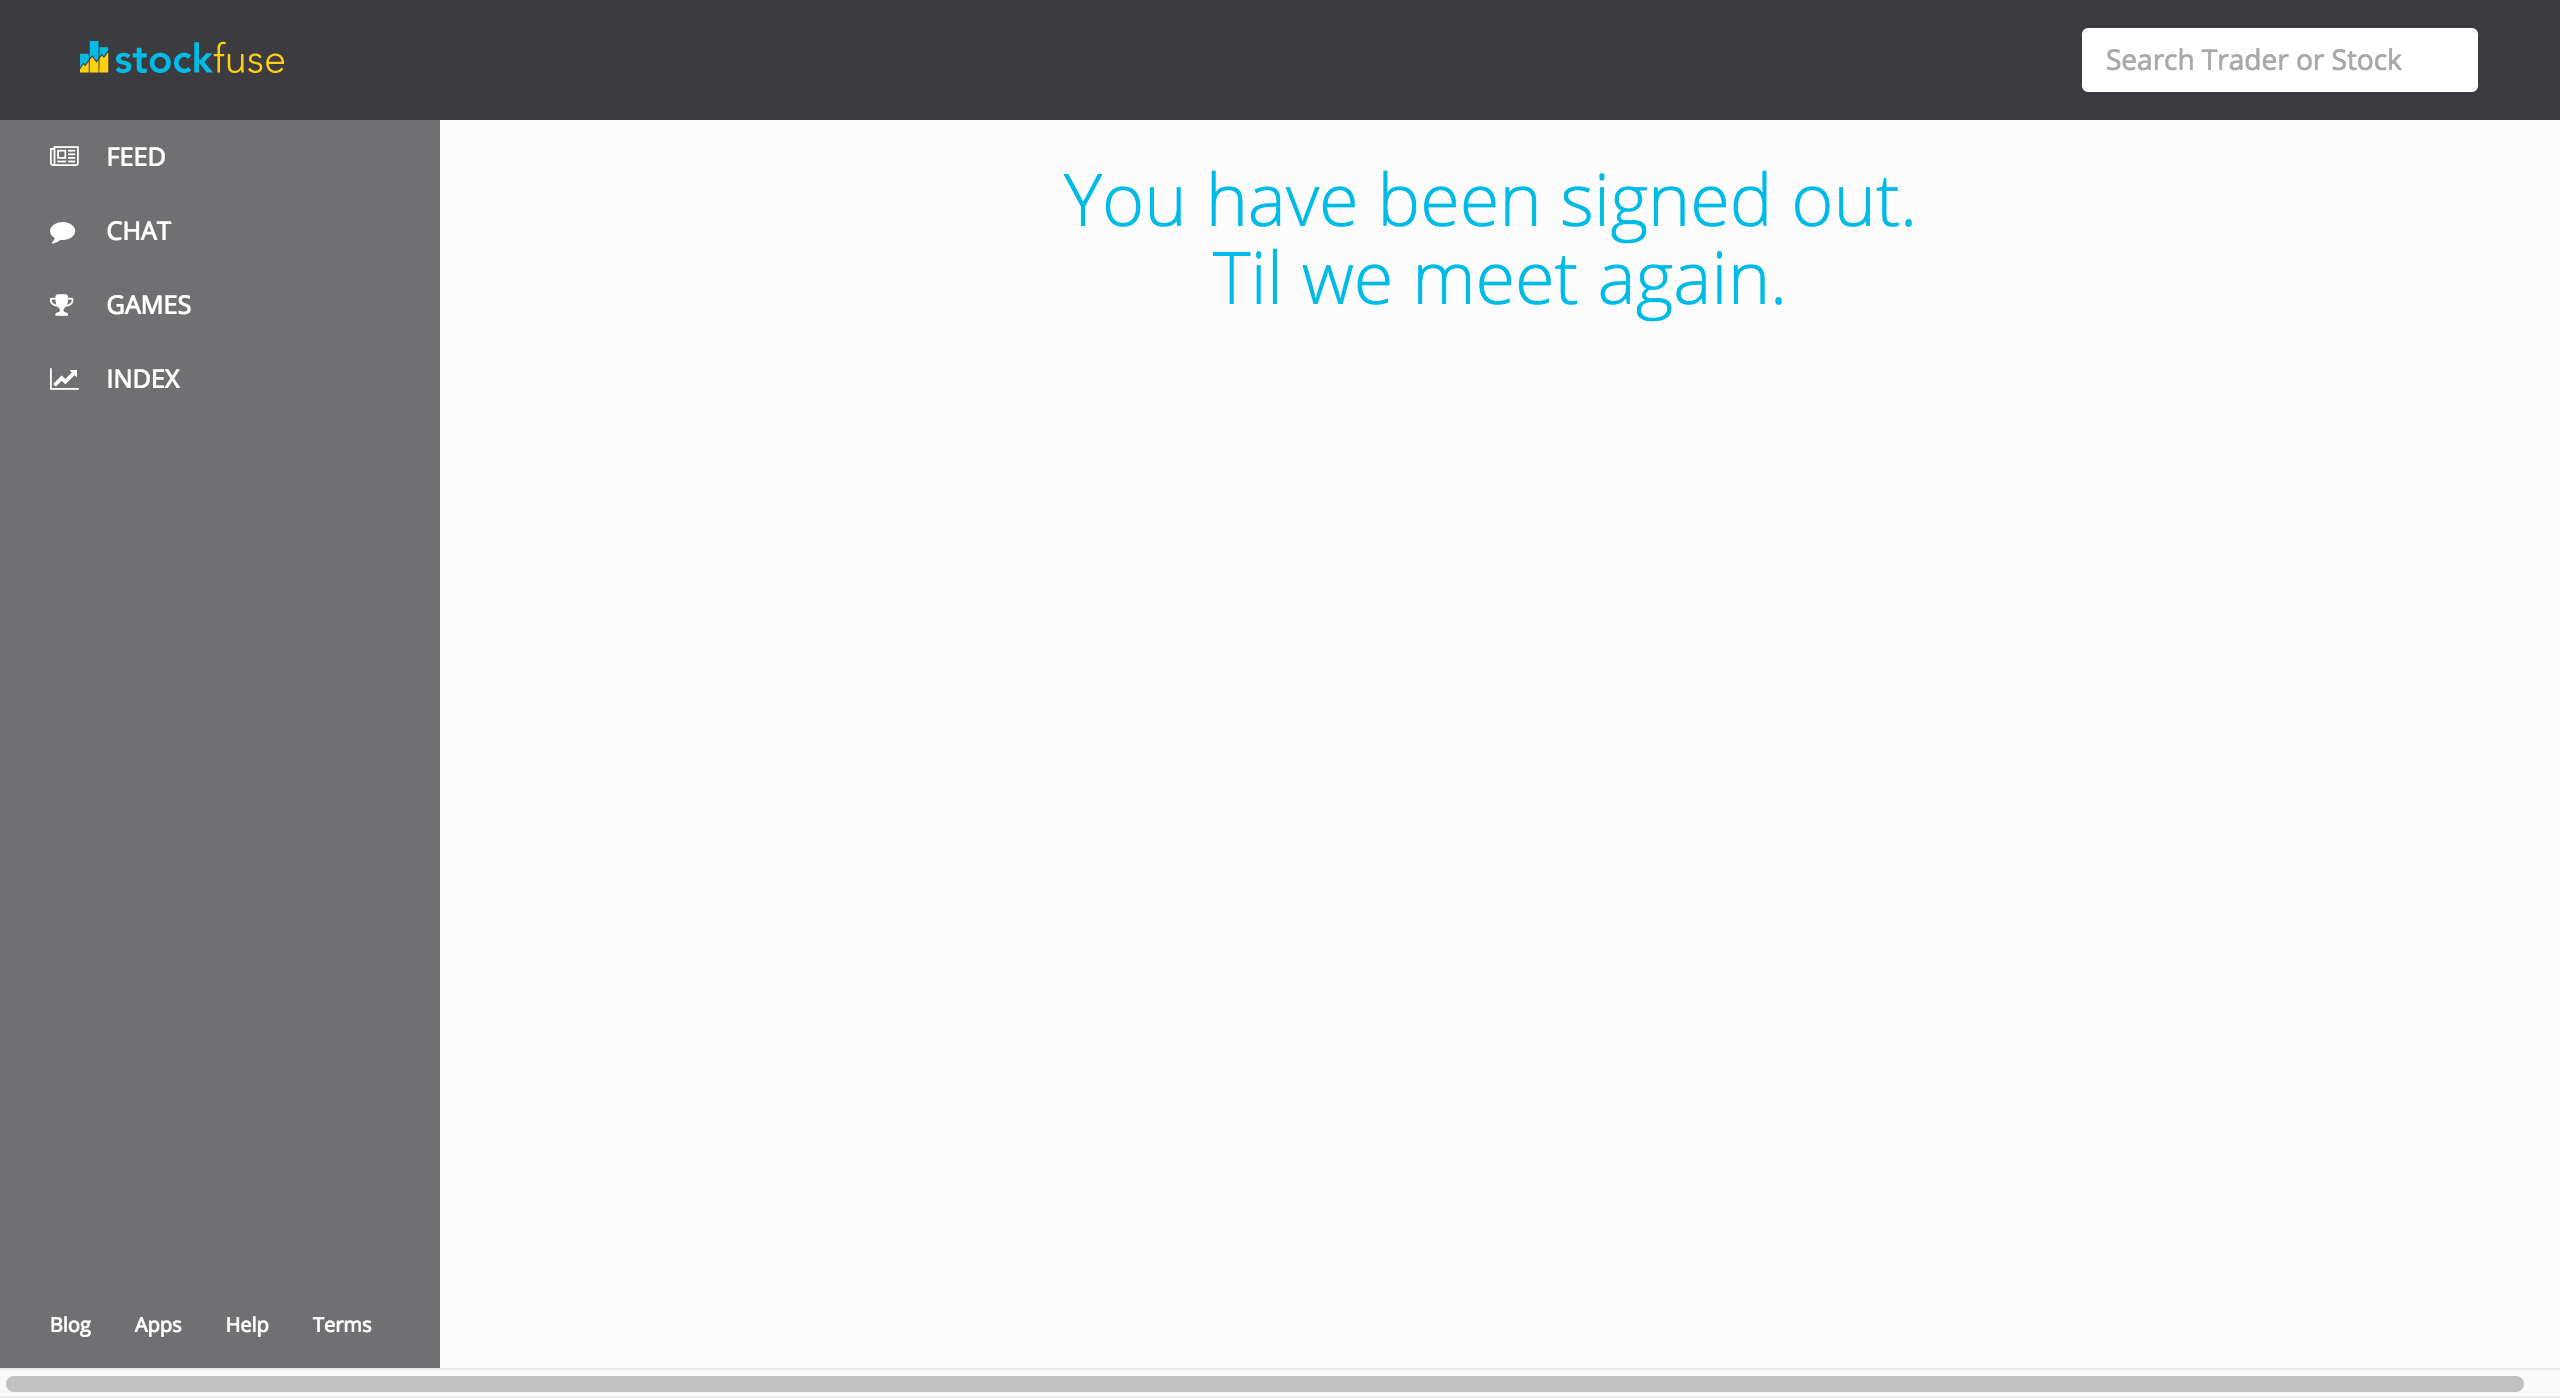 stockfuse
Search Trader or Stock
FEED
CHAT
GAMES
INDEX
You have been signed out.
Til we meet again.
Blog Apps Help Terms